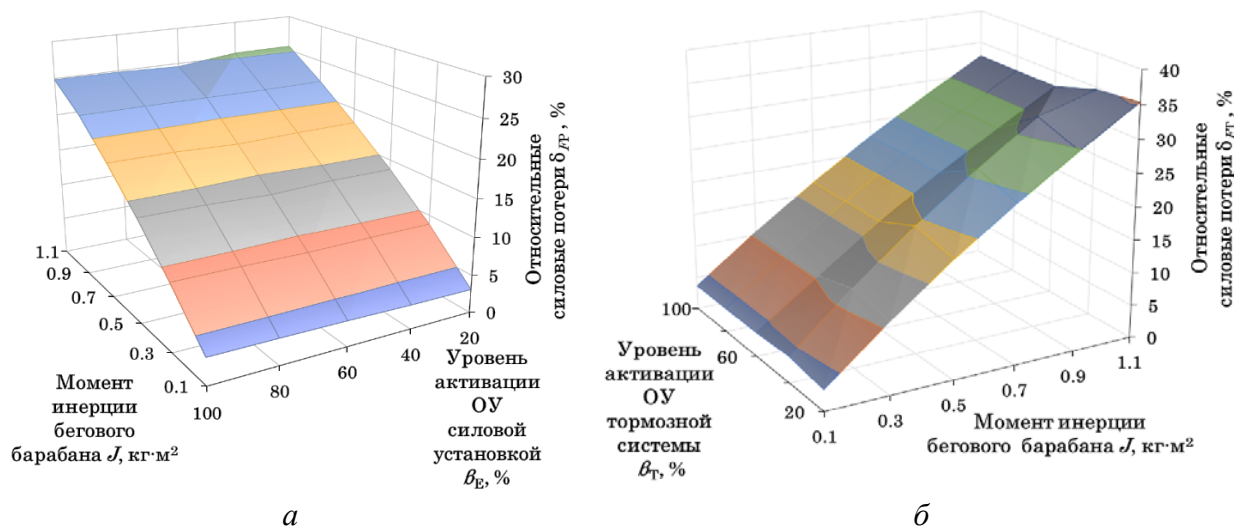 30
25
20
15
10
5
0
Относительные
силовые потери δFP, %
1.1
0.9
0.7
0.5
0.3
0.1
100
80
60
40
20
Момент
инерции
бегового
барабана J, кг·м²
Уровень
активации
ОУ
силовой
установкой
βE, %
а
40
35
30
25
20
15
10
5
0
Относительные
силовые потери δFT, %
100
60
20
0.1
0.3
0.5
0.7
0.9
1.1
Уровень
активации
ОУ
тормозной
системы
βT, %
Момент инерции
бегового барабана J, кг·м²
б